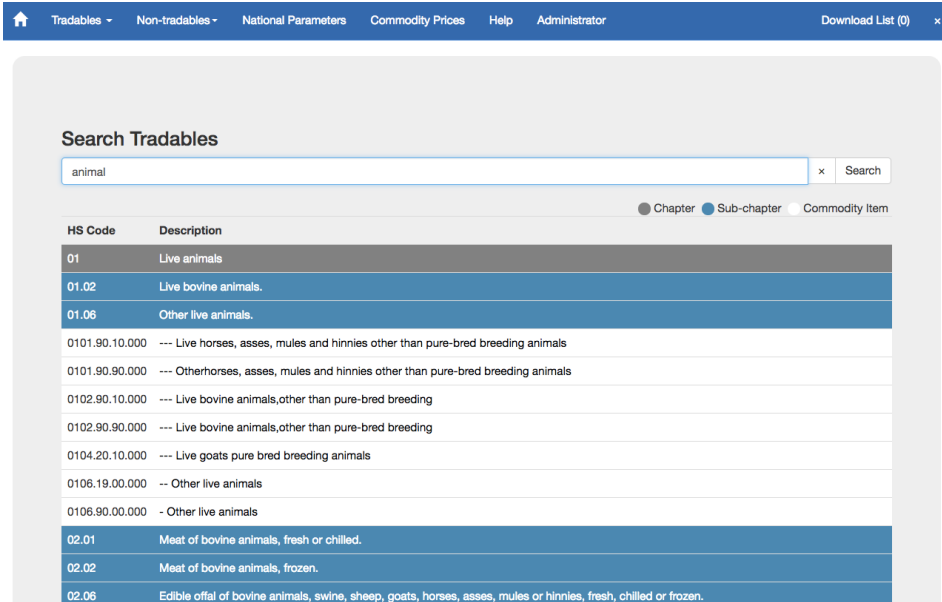 Tradables Non-tradables National Parameters Commodity Prices Help Administrator Download List (0) ×
Search Tradables
animal × Search
Chapter Sub-chapter Commodity Item
HS Code Description
01 Live animals
01.02 Live bovine animals.
01.06 Other live animals.
0101.90.10.000 --- Live horses, asses, mules and hinnies other than pure-bred breeding animals
0101.90.90.000 --- Otherhorses, asses, mules and hinnies other than pure-bred breeding animals
0102.90.10.000 --- Live bovine animals,other than pure-bred breeding
0102.90.90.000 --- Live bovine animals,other than pure-bred breeding
0104.20.10.000 --- Live goats pure bred breeding animals
0106.19.00.000 -- Other live animals
0106.90.00.000 - Other live animals
02.01 Meat of bovine animals, fresh or chilled.
02.02 Meat of bovine animals, frozen.
02.06 Edible offal of bovine animals, swine, sheep, goats, horses, asses, mules or hinnies, fresh, chilled or frozen.